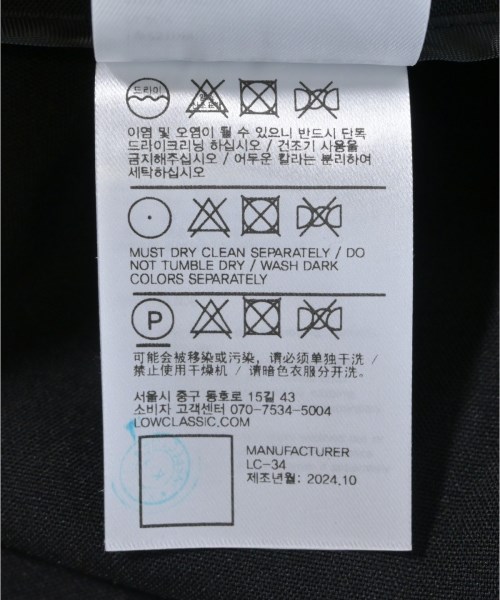 드라이
이염 및 오염이 될 수 있으니 반드시 단독
드라이크리닝 하십시오 / 건조기 사용을
금지해주십시오 / 어두운 칼라는 분리하여
세탁하십시오
MUST DRY CLEAN SEPARATELY / DO
NOT TUMBLE DRY / WASH DARK
COLORS SEPARATELY
P
可能会被移染或污染，请必须单独干洗 /
禁止使用干燥机 / 请暗色衣服分开洗。
서울시 중구 동호로 15길 43
소비자 고객센터 070-7534-5004
LOWCLASSIC.COM
MANUFACTURER
LC-34
제조년월: 2024.10